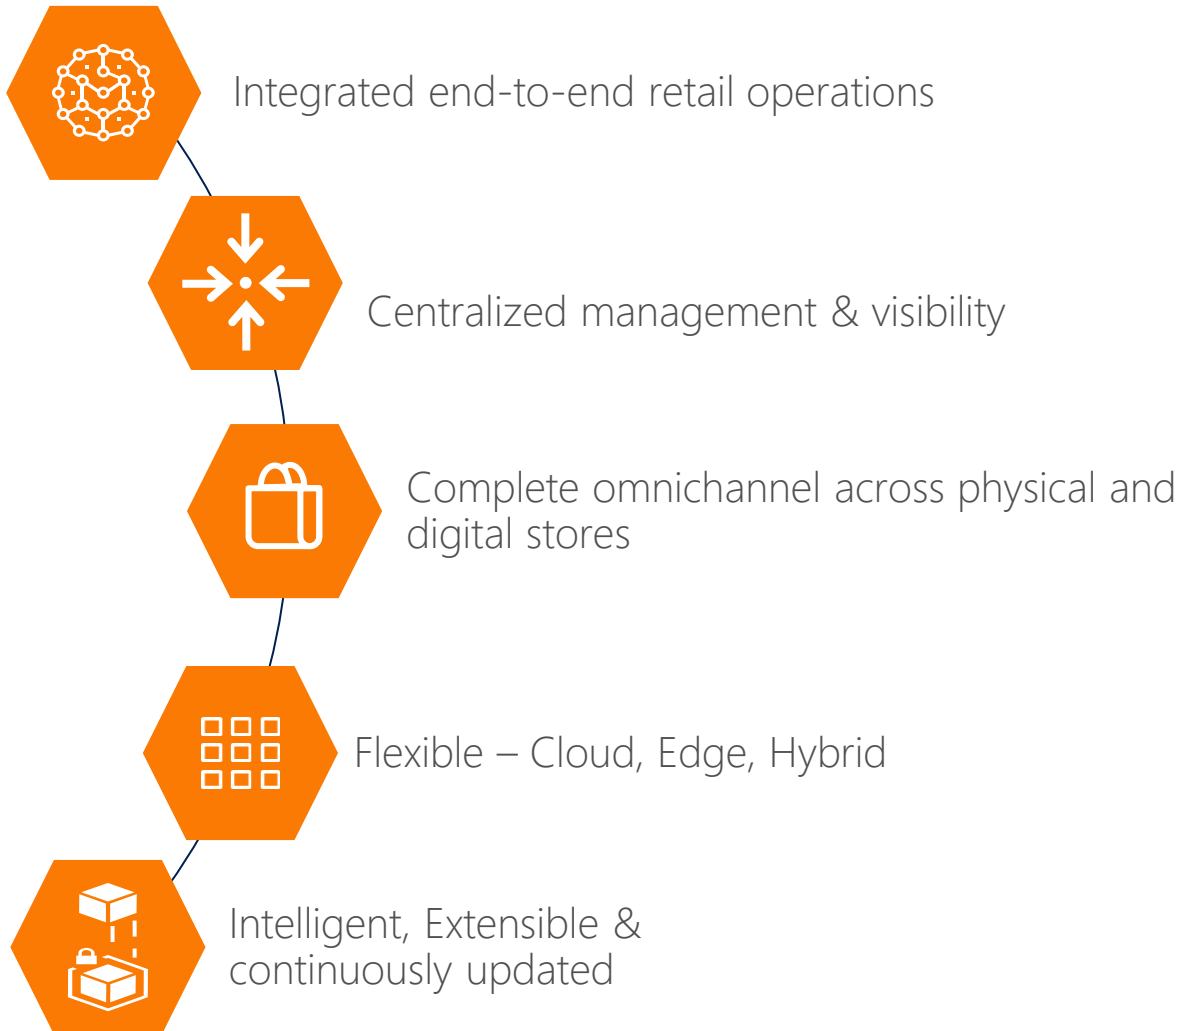 Integrated end-to-end retail operations
Centralized management & visibility
Complete omnichannel across physical and
digital stores
Flexible – Cloud, Edge, Hybrid
Intelligent, Extensible &
continuously updated